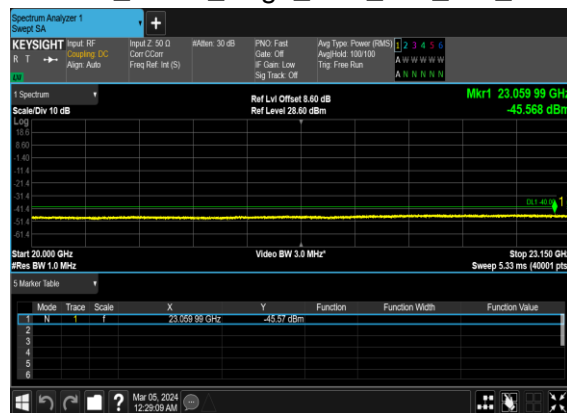 Spectrum Analyzer 1
Swept SA
+
KEYSIGHT Input: RF Input Z: 50 Ω #Atten: 30 dB PNO: Fast Avg Type: Power (RMS) 1 2 3 4 5 6
R T Coupling: DC Corr CCorr Gate: Off Avg|Hold: 100/100 A W W W W W
Align: Auto Freq Ref: Int (S) IF Gain: Low Trig: Free Run
Sig Track: Off A N N N N N
1 Spectrum
Ref Lvl Offset 8.60 dB Mkr1 23.059 99 GHz
Scale/Div 10 dB Ref Level 28.60 dBm -45.568 dBm
Log
18.6
8.60
-1.40
-11.4
-21.4
-31.4
DL1 -40.00 1
-41.4
-51.4
-61.4
Start 20.000 GHz Video BW 3.0 MHz* Stop 23.150 GHz
#Res BW 1.0 MHz Sweep 5.33 ms (40001 pts)
5 Marker Table
Mode Trace Scale X Y Function Function Width Function Value
1 N 1 f 23.059 99 GHz -45.57 dBm
2
3
4
5
6
? Mar 05, 2024
12:29:09 AM